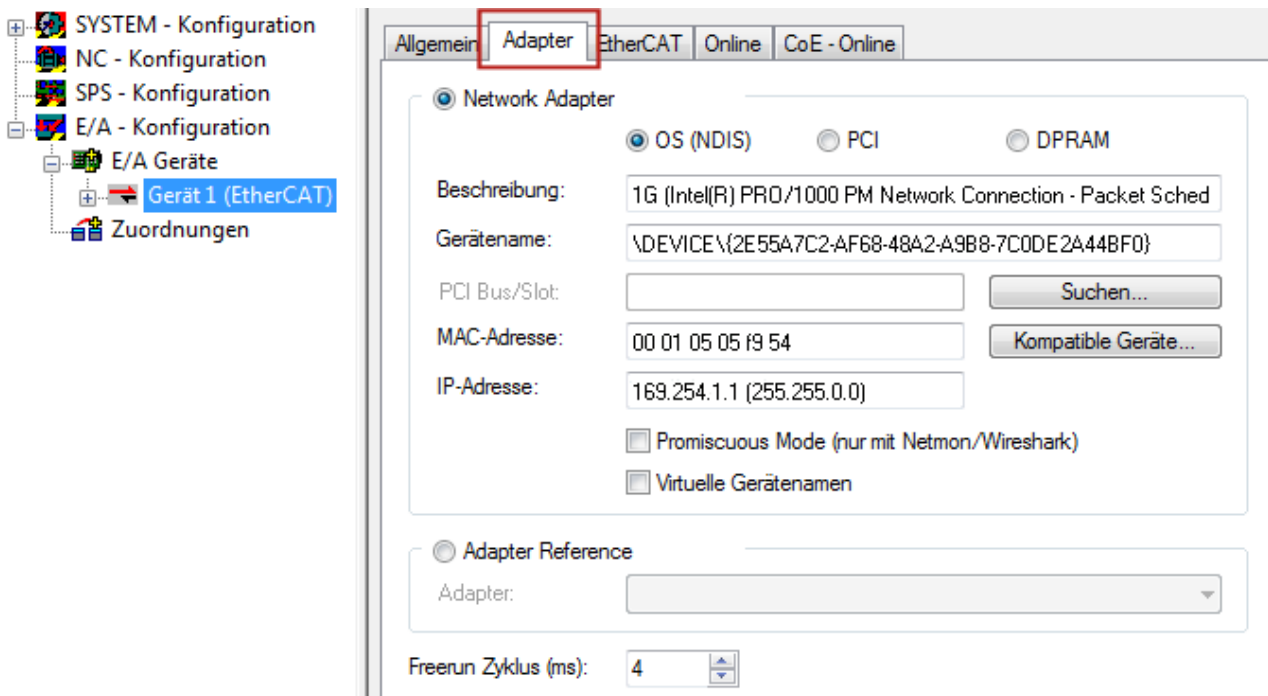 SYSTEM - Konfiguration
NC - Konfiguration
SPS - Konfiguration
E/A - Konfiguration
E/A Geräte
Gerät 1 (EtherCAT)
Zuordnungen
Allgemein Adapter EtherCAT Online CoE - Online
Network Adapter
OS (NDIS) PCI DPRAM
Beschreibung: 1G (Intel(R) PRO/1000 PM Network Connection - Packet Sched
Gerätename: \DEVICE\{2E55A7C2-AF68-48A2-A9B8-7C0DE2A44BF0}
PCI Bus/Slot: Suchen...
MAC-Adresse: 00 01 05 05 f9 54 Kompatible Geräte...
IP-Adresse: 169.254.1.1 (255.255.0.0)
Promiscuous Mode (nur mit Netmon/Wireshark)
Virtuelle Gerätenamen
Adapter Reference
Adapter:
Freerun Zyklus (ms): 4